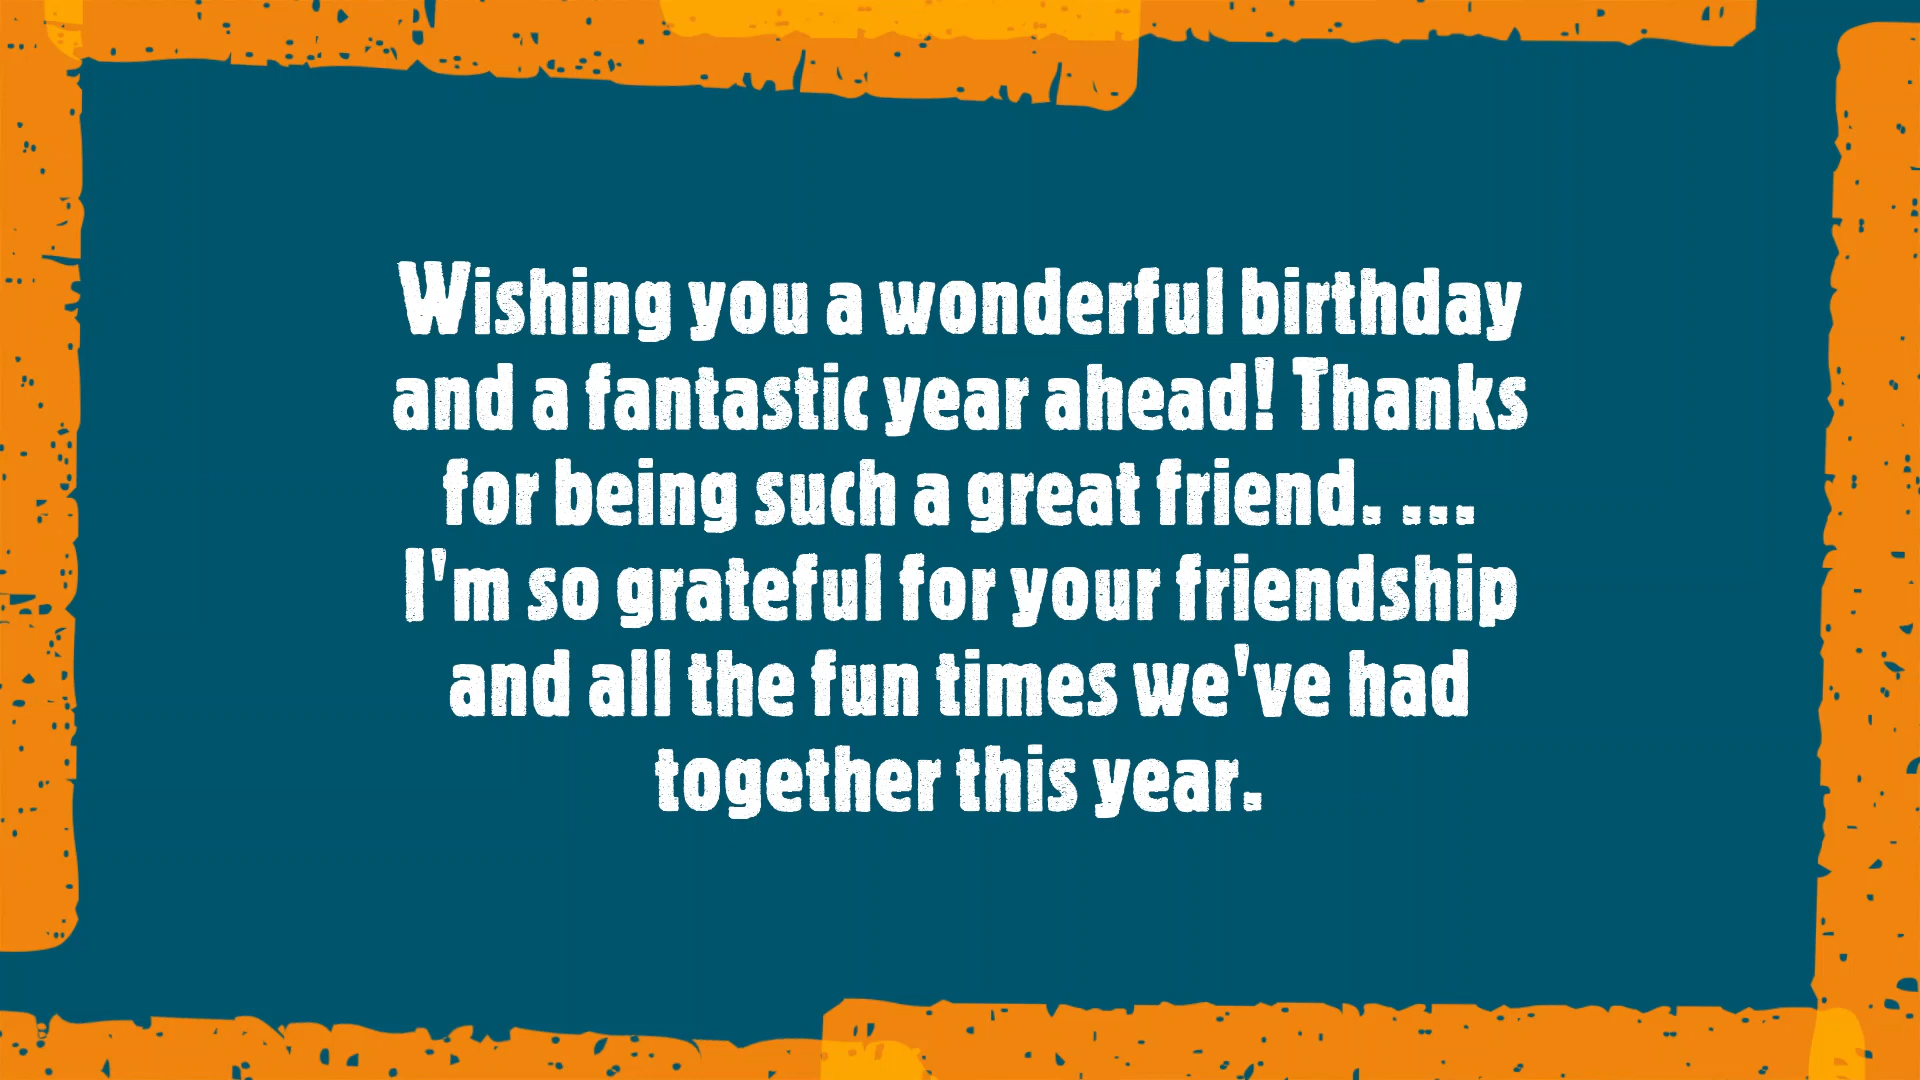 Wishing you a wonderful birthday
and a fantastic year ahead! Thanks
for being such a great friend. ...
I'm so grateful for your friendship
and all the fun times we've had
together this year.